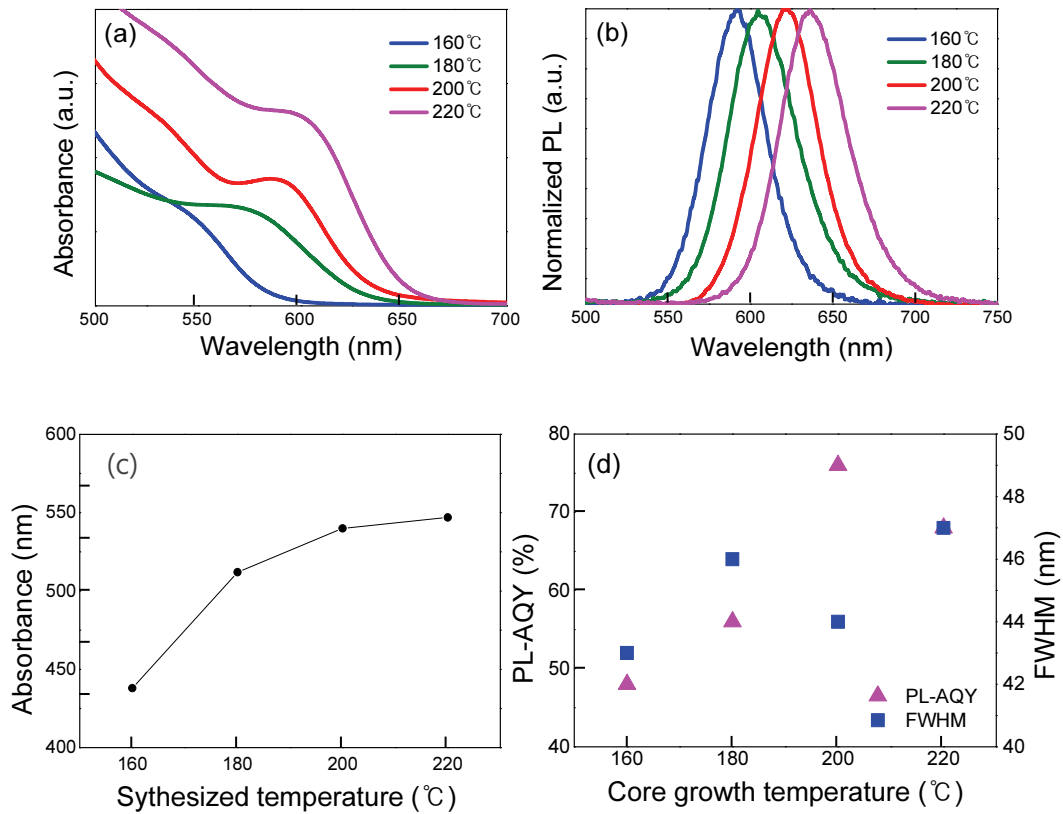 (a)
160℃
180℃
200℃
220℃
Absorbance (a.u.)
500 550 600 650 700
Wavelength (nm)
(b)
160℃
180℃
200℃
220℃
Normalized PL (a.u.)
500 550 600 650 700 750
Wavelength (nm)
(c)
600
550
500
450
400
Absorbance (nm)
160 180 200 220
Sythesized temperature (℃)
(d)
80
70
60
50
40
PL-AQY (%)
50
48
46
44
42
40
FWHM (nm)
PL-AQY
FWHM
160 180 200 220
Core growth temperature (℃)